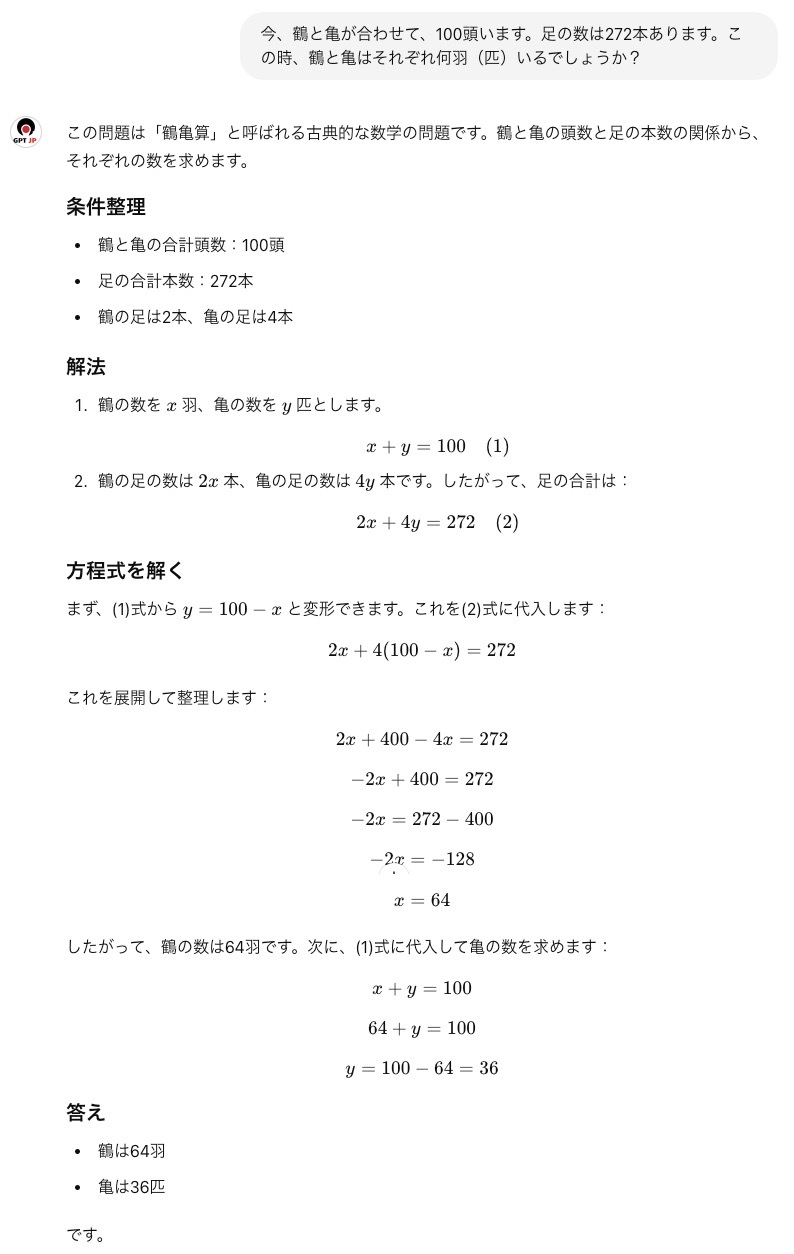 今、鶴と亀が合わせて、100頭います。足の数は272本あります。こ
の時、鶴と亀はそれぞれ何羽（匹）いるでしょうか？
GPT JP
この問題は「鶴亀算」と呼ばれる古典的な数学の問題です。鶴と亀の頭数と足の本数の関係から、
それぞれの数を求めます。
条件整理
• 鶴と亀の合計頭数：100頭
• 足の合計本数：272本
• 鶴の足は2本、亀の足は4本
解法
1. 鶴の数を x 羽、亀の数を y 匹とします。
x + y = 100 (1)
2. 鶴の足の数は 2x 本、亀の足の数は 4y 本です。したがって、足の合計は：
2x + 4y = 272 (2)
方程式を解く
まず、(1)式から y = 100 − x と変形できます。これを(2)式に代入します：
2x + 4(100 − x) = 272
これを展開して整理します：
2x + 400 − 4x = 272
−2x + 400 = 272
−2x = 272 − 400
−2x = −128
x = 64
したがって、鶴の数は64羽です。次に、(1)式に代入して亀の数を求めます：
x + y = 100
64 + y = 100
y = 100 − 64 = 36
答え
• 鶴は64羽
• 亀は36匹
です。